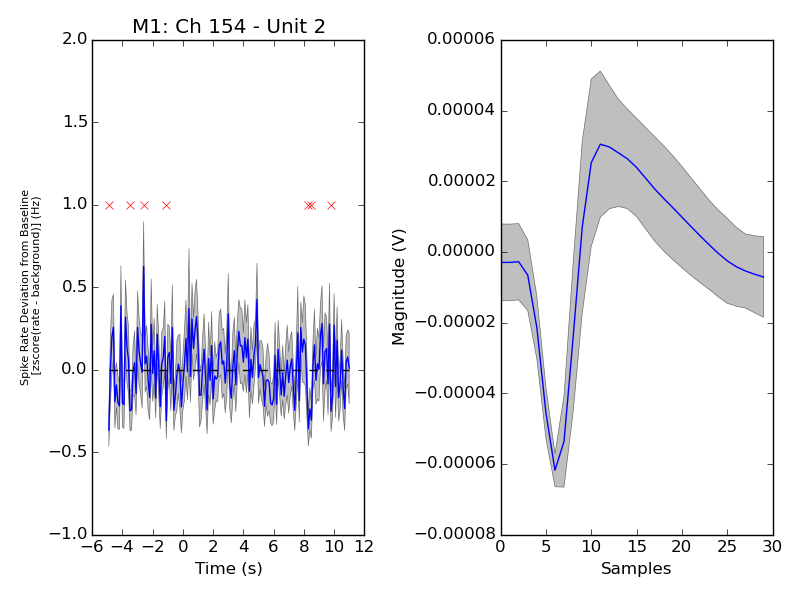 M1: Ch 154 - Unit 2
2.0
1.5
1.0
0.5
0.0
−0.5
−1.0
−6 −4 −2 0 2 4 6 8 10 12
Time (s)
Spike Rate Deviation from Baseline
[zscore(rate - background)] (Hz)
0.00006
0.00004
0.00002
0.00000
−0.00002
−0.00004
−0.00006
−0.00008
0 5 10 15 20 25 30
Samples
Magnitude (V)